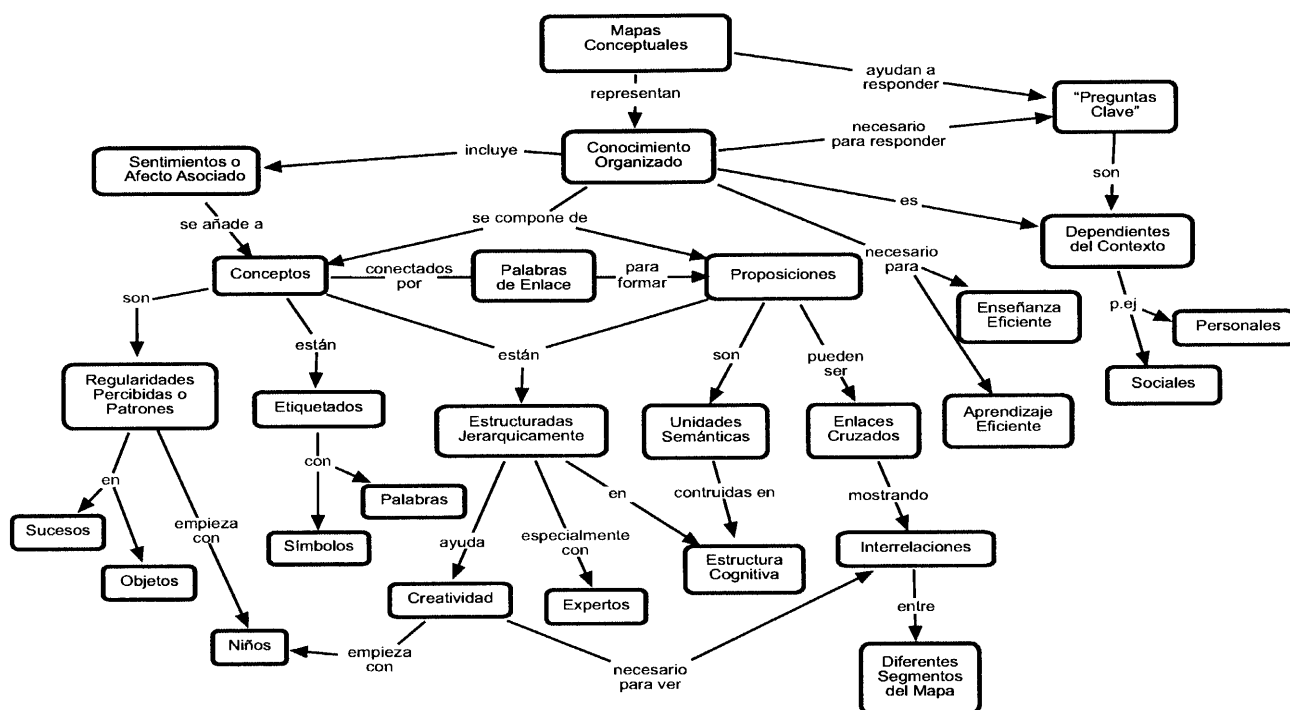 Mapas
Conceptuales
ayudan a
responder
representan
"Preguntas
Clave"
necesario
para responder
Conocimiento
Organizado
incluye
Sentimientos o
Afecto Asociado
son
es
se añade a
se compone de
Dependientes
del Contexto
necesario
para
Conceptos
conectados
por
Palabras
de Enlace
para
formar
Proposiciones
son
Enseñanza
Eficiente
p.ej
Personales
están
están
son
pueden
ser
Regularidades
Percibidas o
Patrones
Sociales
Etiquetados
Estructuradas
Jerarquicamente
Unidades
Semánticas
Enlaces
Cruzados
Aprendizaje
Eficiente
en
con
Palabras
en
contruidas en
mostrando
Sucesos
empieza
con
Símbolos
ayuda
especialmente
con
Interrelaciones
Objetos
Estructura
Cognitiva
Creatividad
Expertos
entre
Niños
empieza
con
necesario
para ver
Diferentes
Segmentos
del Mapa